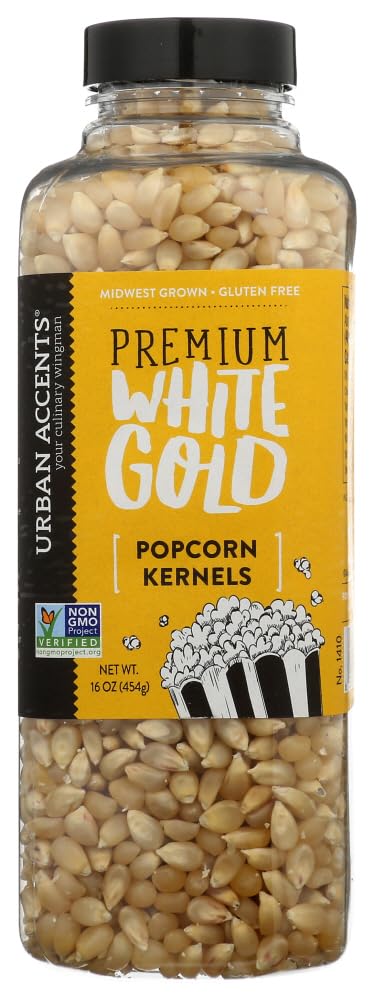 URBAN ACCENTS®
your culinary wingman
MIDWEST GROWN • GLUTEN FREE
PREMIUM
WHITE
GOLD
POPCORN
KERNELS
NON
GMO
Project
VERIFIED
nongmoproject.org
NET WT.
16 OZ (454g)
No. 1410